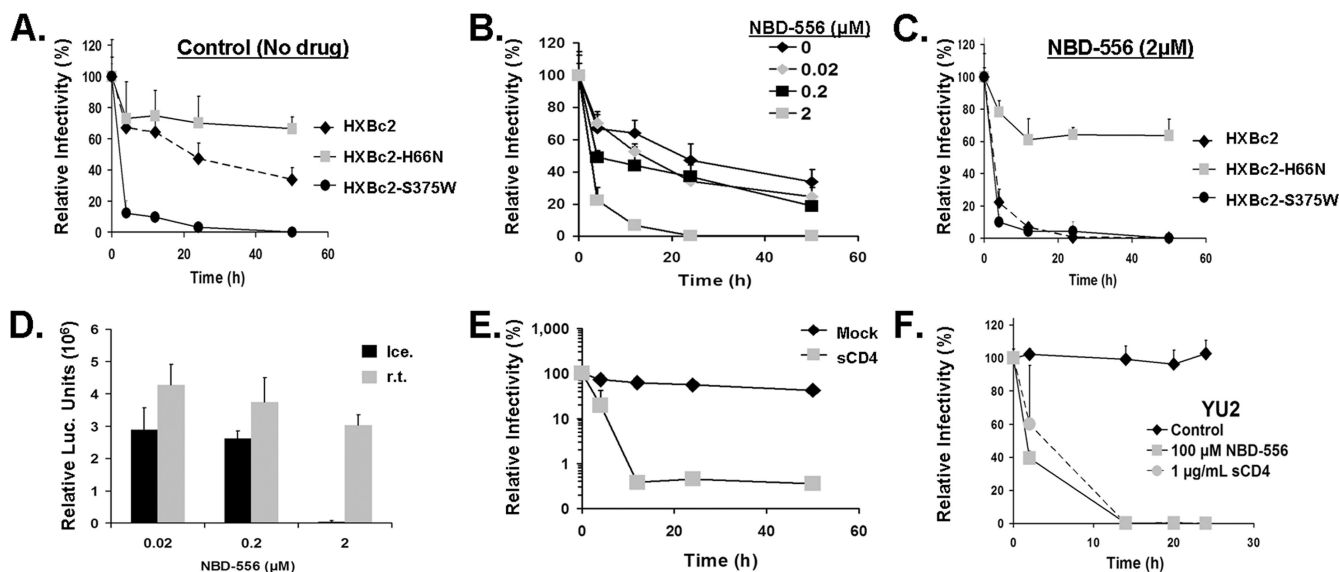 A.
Control (No drug)
Relative Infectivity (%)
120
100
80
60
40
20
0
0 20 40 60
Time (h)
HXBc2
HXBc2-H66N
HXBc2-S375W
B.
NBD-556 (µM)
0
0.02
0.2
2
Relative Infectivity (%)
120
100
80
60
40
20
0
0 20 40 60
Time (h)
C.
NBD-556 (2µM)
Relative Infectivity (%)
120
100
80
60
40
20
0
0 20 40 60
Time (h)
HXBc2
HXBc2-H66N
HXBc2-S375W
D.
Relative Luc. Units (10⁶)
6
5
4
3
2
1
0
0.02 0.2 2
NBD-556 (µM)
Ice.
r.t.
E.
Relative Infectivity (%)
1,000
100
10
1
0
0 20 40 60
Time (h)
Mock
sCD4
F.
Relative Infectivity (%)
120
100
80
60
40
20
0
0 10 20 30
Time (h)
YU2
Control
100 µM NBD-556
1 µg/mL sCD4